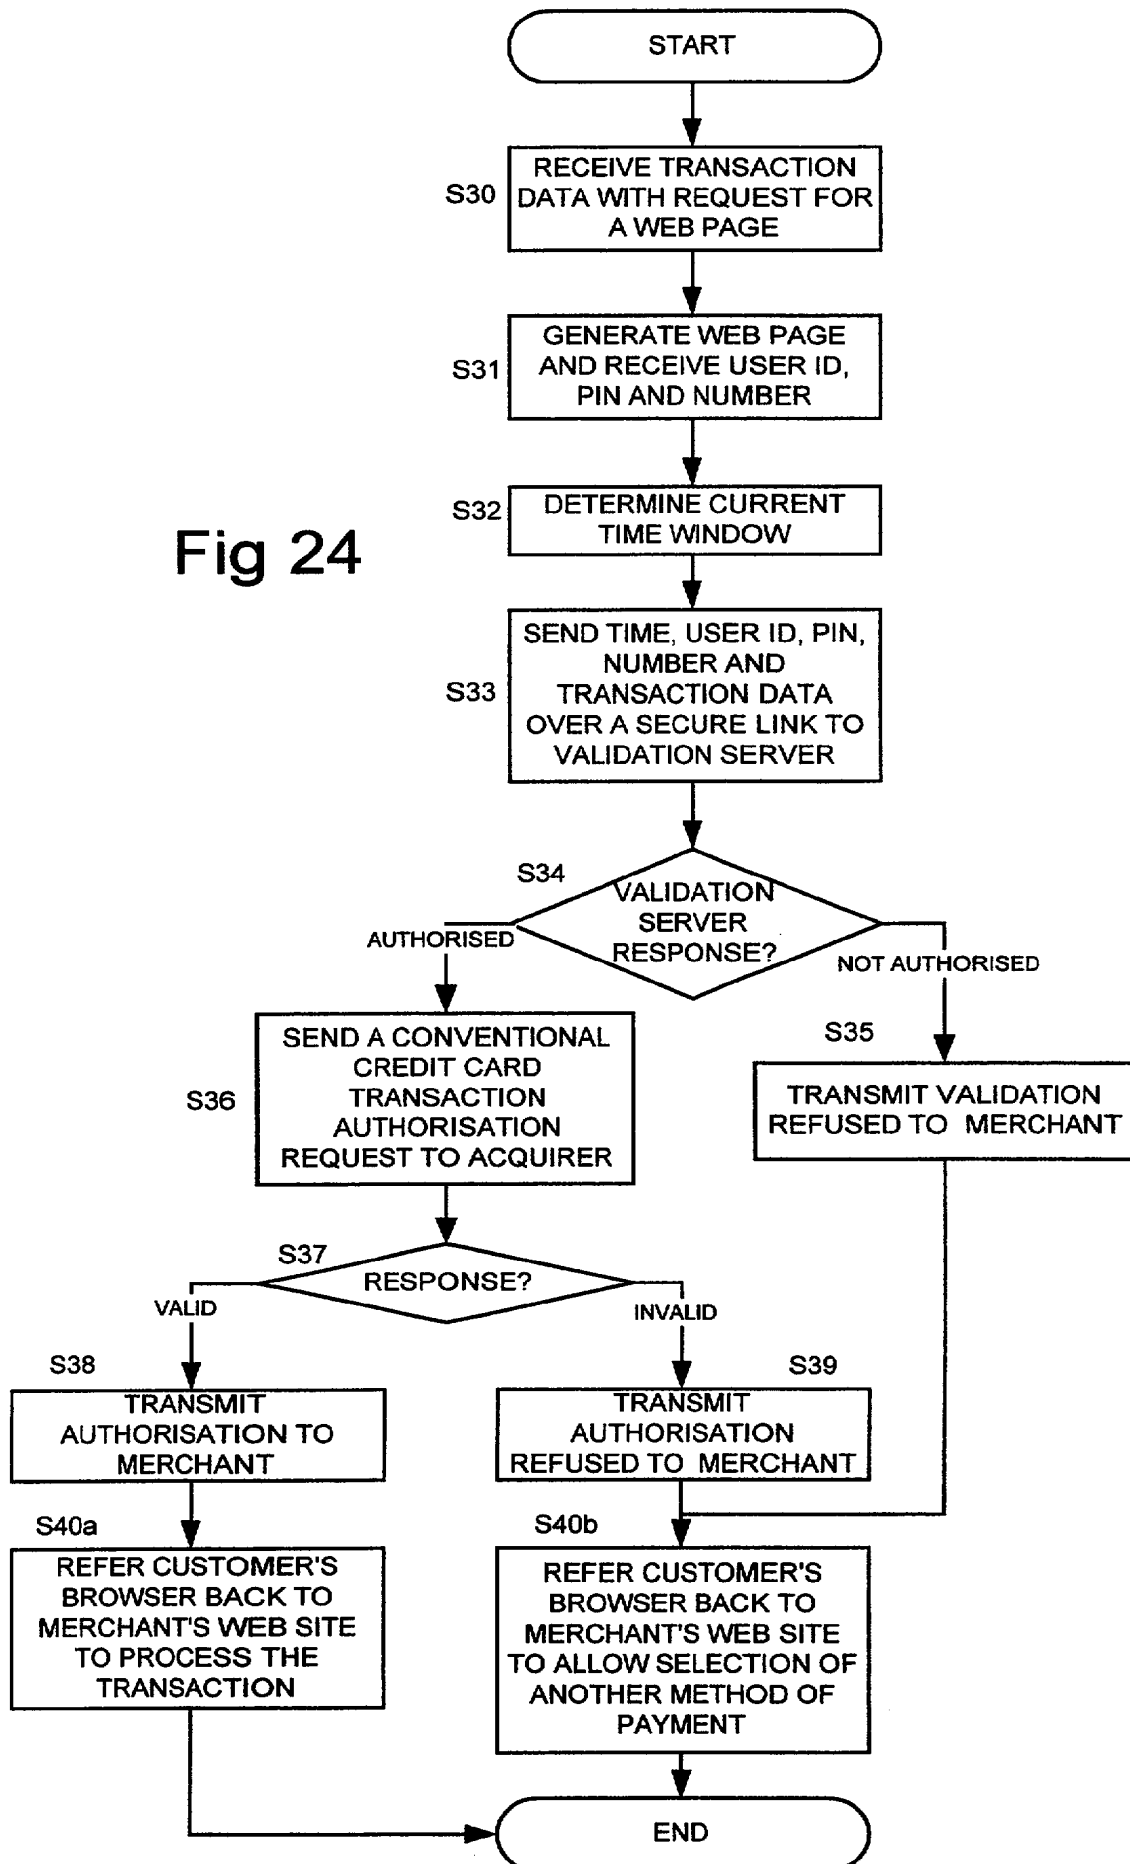 START
S30
RECEIVE TRANSACTION
DATA WITH REQUEST FOR
A WEB PAGE
S31
GENERATE WEB PAGE
AND RECEIVE USER ID,
PIN AND NUMBER
S32
DETERMINE CURRENT
TIME WINDOW
Fig 24
S33
SEND TIME, USER ID, PIN,
NUMBER AND
TRANSACTION DATA
OVER A SECURE LINK TO
VALIDATION SERVER
S34
VALIDATION
SERVER
RESPONSE?
AUTHORISED
NOT AUTHORISED
S36
SEND A CONVENTIONAL
CREDIT CARD
TRANSACTION
AUTHORISATION
REQUEST TO ACQUIRER
S35
TRANSMIT VALIDATION
REFUSED TO MERCHANT
S37
RESPONSE?
VALID
INVALID
S38
TRANSMIT
AUTHORISATION TO
MERCHANT
S39
TRANSMIT
AUTHORISATION
REFUSED TO MERCHANT
S40a
REFER CUSTOMER'S
BROWSER BACK TO
MERCHANT'S WEB SITE
TO PROCESS THE
TRANSACTION
S40b
REFER CUSTOMER'S
BROWSER BACK TO
MERCHANT'S WEB SITE
TO ALLOW SELECTION OF
ANOTHER METHOD OF
PAYMENT
END